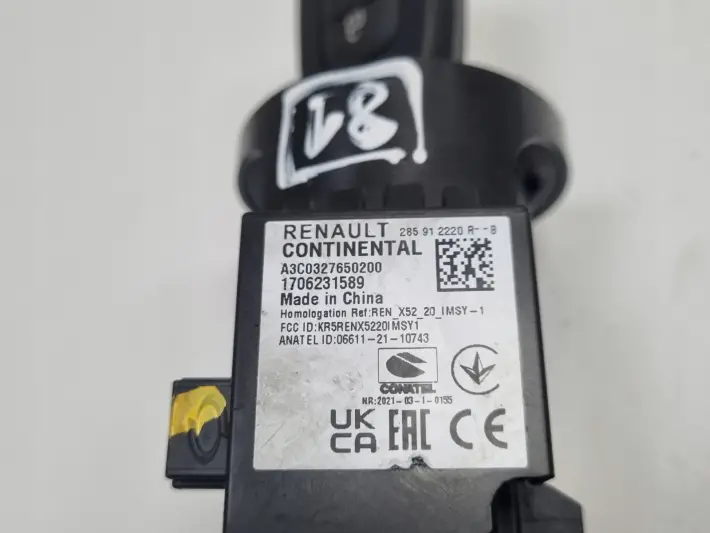 81
RENAULT 285 91 2220 R--B
CONTINENTAL
A3C0327650200
1706231589
Made in China
Homologation Ref:REN_X52_20_IMSY-1
FCC ID:KR5RENX5220IMSY1
ANATEL ID:06611-21-10743
CONATEL
NR:2021-03-1-0155
UK
CA EAC CE